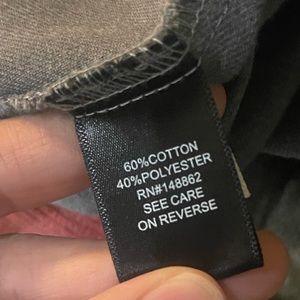 60%COTTON
40%POLYESTER
RN#148862
SEE CARE
ON REVERSE